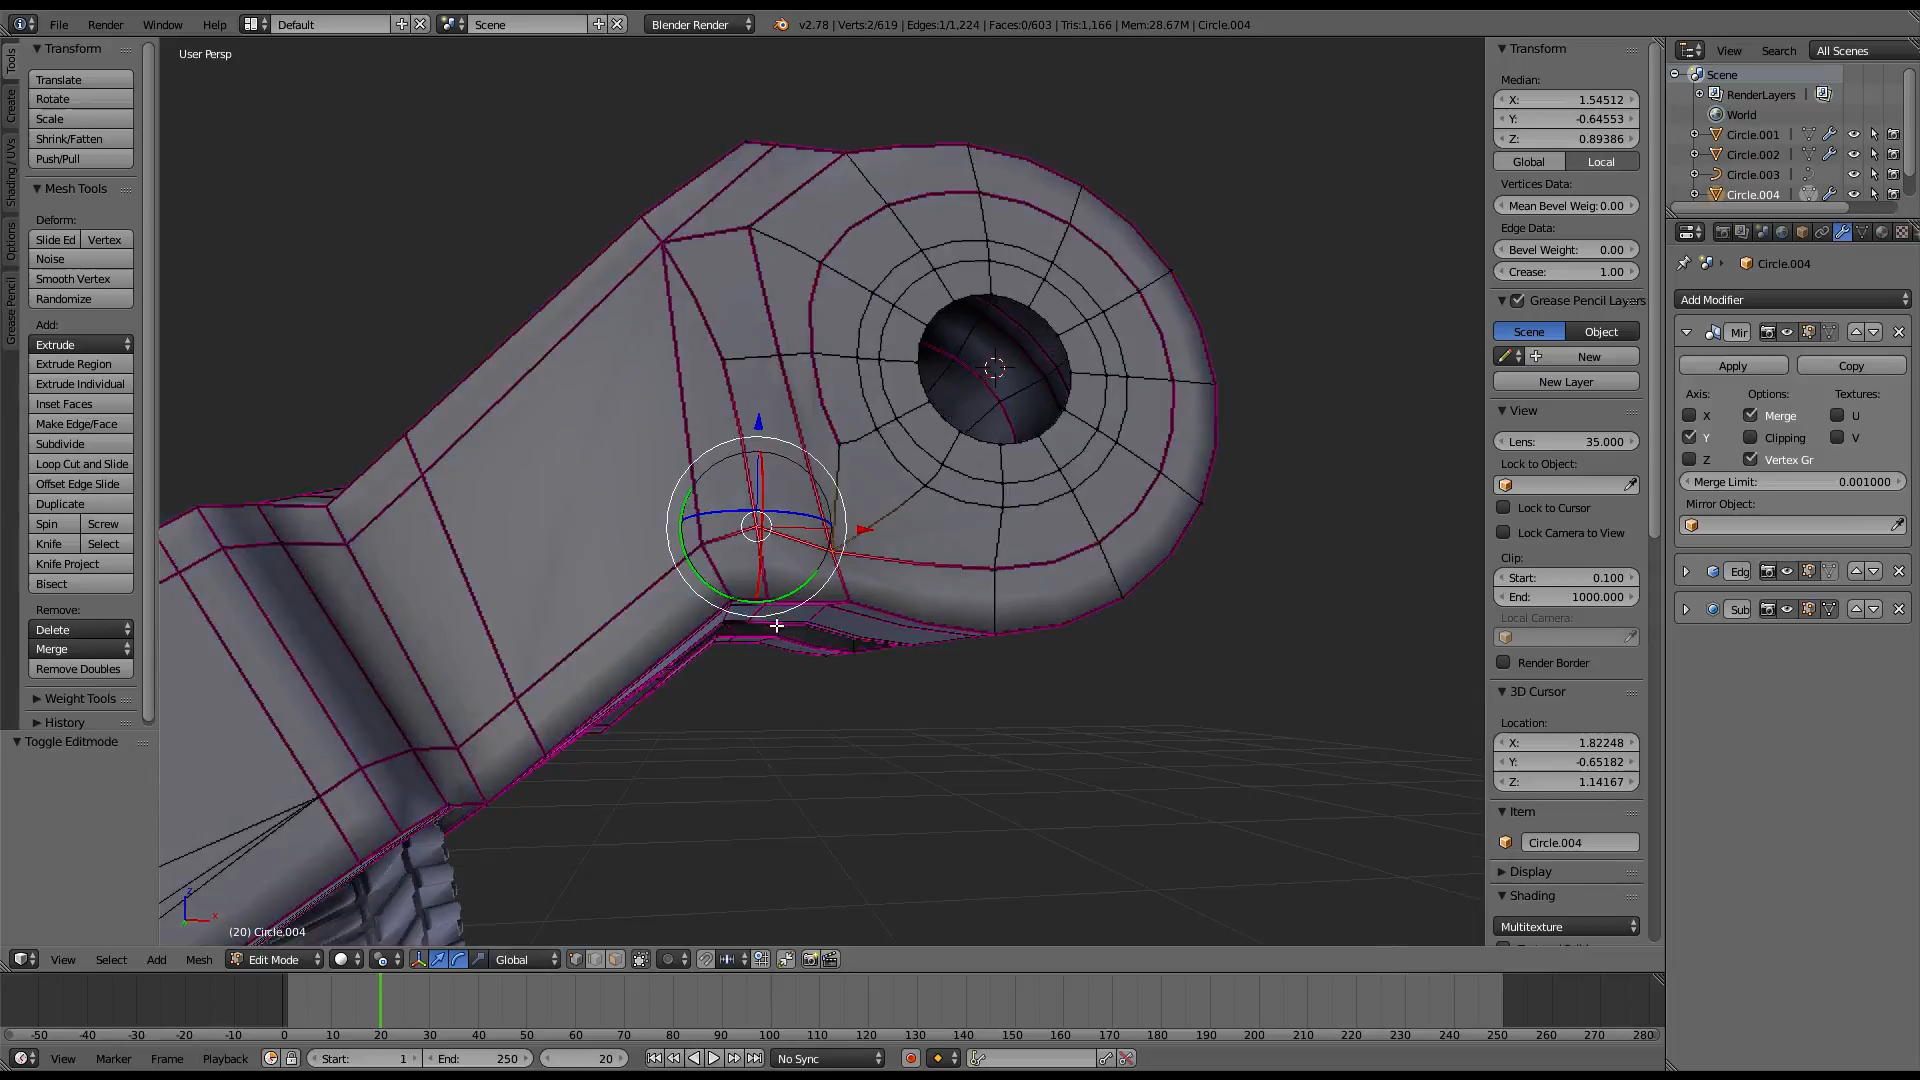 File Render Window Help Default Scene Blender Render v2.78 | Verts:2/619 | Edges:1/1,224 | Faces:0/603 | Tris:1,166 | Mem:28.67M | Circle.004
Tools
Create
Shading / UVs
Options
Grease Pencil
Transform
Translate
Rotate
Scale
Shrink/Fatten
Push/Pull
Mesh Tools
Deform:
Slide Ed Vertex
Noise
Smooth Vertex
Randomize
Add:
Extrude
Extrude Region
Extrude Individual
Inset Faces
Make Edge/Face
Subdivide
Loop Cut and Slide
Offset Edge Slide
Duplicate
Spin Screw
Knife Select
Knife Project
Bisect
Remove:
Delete
Merge
Remove Doubles
Weight Tools
History
Toggle Editmode
User Persp
(20) Circle.004
z
x
Transform
Median:
X: 1.54512
Y: -0.64553
Z: 0.89386
Global Local
Vertices Data:
Mean Bevel Weig: 0.00
Edge Data:
Bevel Weight: 0.00
Crease: 1.00
Grease Pencil Layers
Scene Object
New
New Layer
View
Lens: 35.000
Lock to Object:
Lock to Cursor
Lock Camera to View
Clip:
Start: 0.100
End: 1000.000
Local Camera:
Render Border
3D Cursor
Location:
X: 1.82248
Y: -0.65182
Z: 1.14167
Item
Circle.004
Display
Shading
Multitexture
View Search All Scenes
Scene
RenderLayers |
World
Circle.001 |
Circle.002 |
Circle.003 |
Circle.004 |
Circle.004
Add Modifier
Mir
Apply Copy
Axis: Options: Textures:
X Merge U
Y Clipping V
Z Vertex Gr
Merge Limit: 0.001000
Mirror Object:
Edg
Sub
View Select Add Mesh Edit Mode Global
-50 -40 -30 -20 -10 0 10 20 30 40 50 60 70 80 90 100 110 120 130 140 150 160 170 180 190 200 210 220 230 240 250 260 270 280
View Marker Frame Playback Start: 1 End: 250 20 No Sync